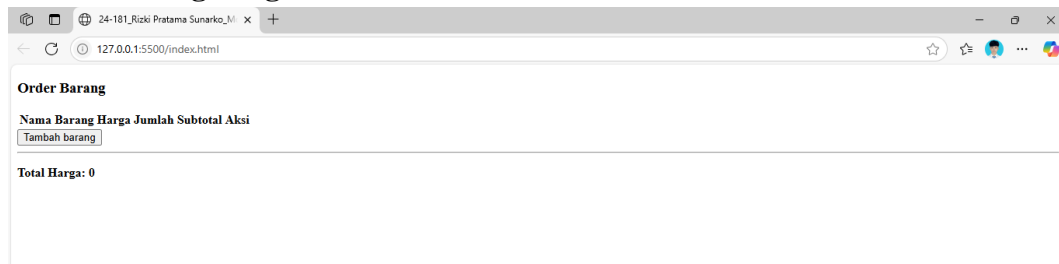 24-181_Rizki Pratama Sunarko_M
127.0.0.1:5500/index.html
Order Barang
Nama Barang Harga Jumlah Subtotal Aksi
Tambah barang
Total Harga: 0